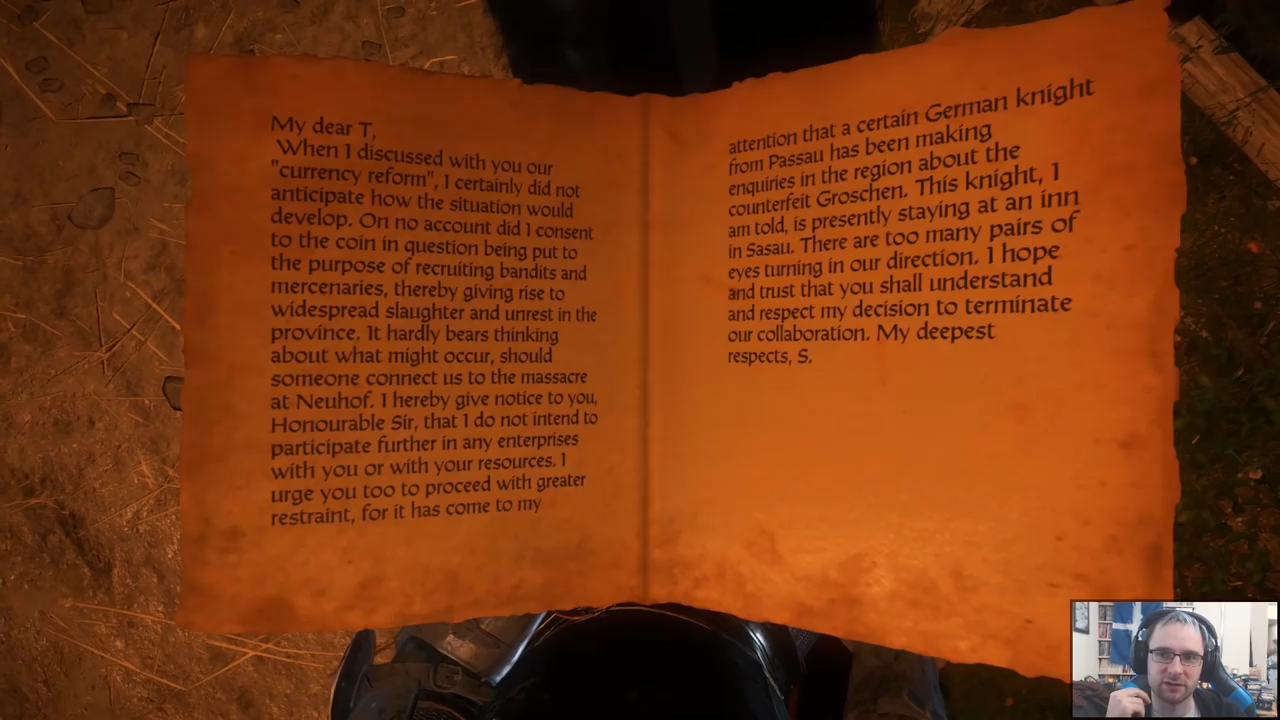 My dear T,
When I discussed with you our
"currency reform", I certainly did not
anticipate how the situation would
develop. On no account did I consent
to the coin in question being put to
the purpose of recruiting bandits and
mercenaries, thereby giving rise to
widespread slaughter and unrest in the
province. It hardly bears thinking
about what might occur, should
someone connect us to the massacre
at Neuhof. I hereby give notice to you,
Honourable Sir, that I do not intend to
participate further in any enterprises
with you or with your resources. I
urge you too to proceed with greater
restraint, for it has come to my
attention that a certain German knight
from Passau has been making
enquiries in the region about the
counterfeit Groschen. This knight, I
am told, is presently staying at an inn
in Sasau. There are too many pairs of
eyes turning in our direction. I hope
and trust that you shall understand
and respect my decision to terminate
our collaboration. My deepest
respects, S.